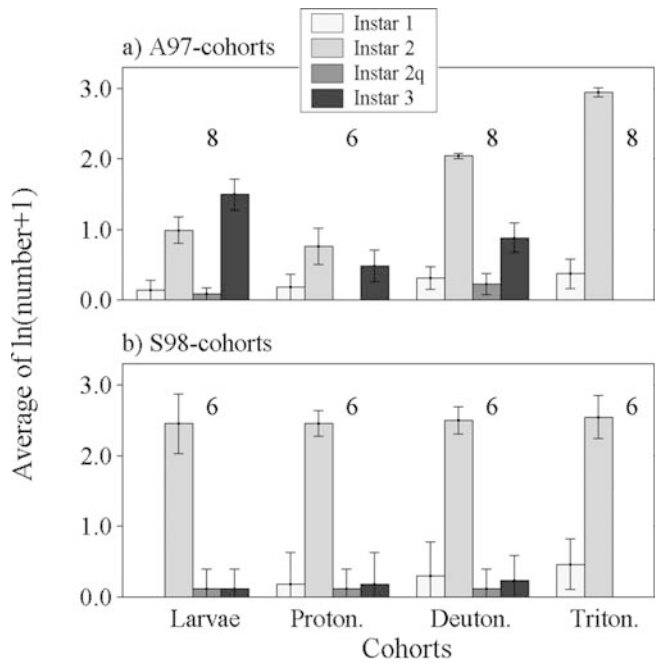 Instar 1
Instar 2
Instar 2q
Instar 3
a) A97-cohorts
3.0
2.0
1.0
0.0
8 6 8 8
b) S98-cohorts
3.0
2.0
1.0
0.0
6 6 6 6
Average of ln(number+1)
Larvae Proton. Deuton. Triton.
Cohorts